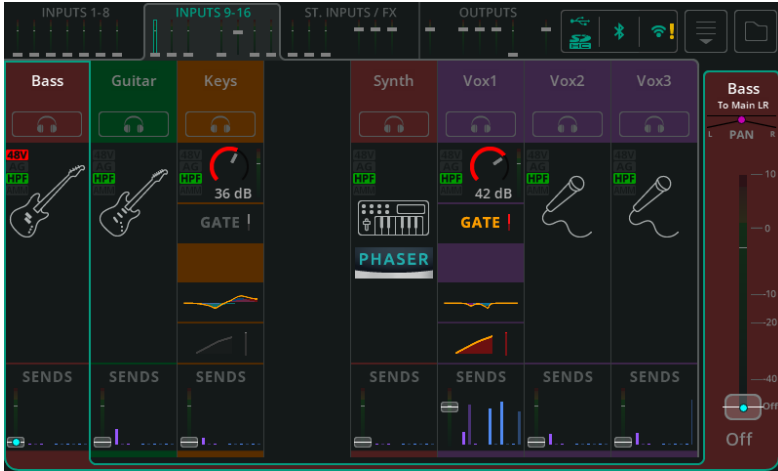 INPUTS 1-8
INPUTS 9-16
ST. INPUTS / FX
OUTPUTS
Bass
Guitar
Keys
Synth
Vox1
Vox2
Vox3
Bass
To Main LR
L PAN R
48V
HPF
HPF
HPF
36 dB
HPF
HPF
42 dB
HPF
HPF
GATE
GATE
PHASER
10
0
10
20
40
Off
SENDS
SENDS
SENDS
SENDS
SENDS
SENDS
SENDS
Off